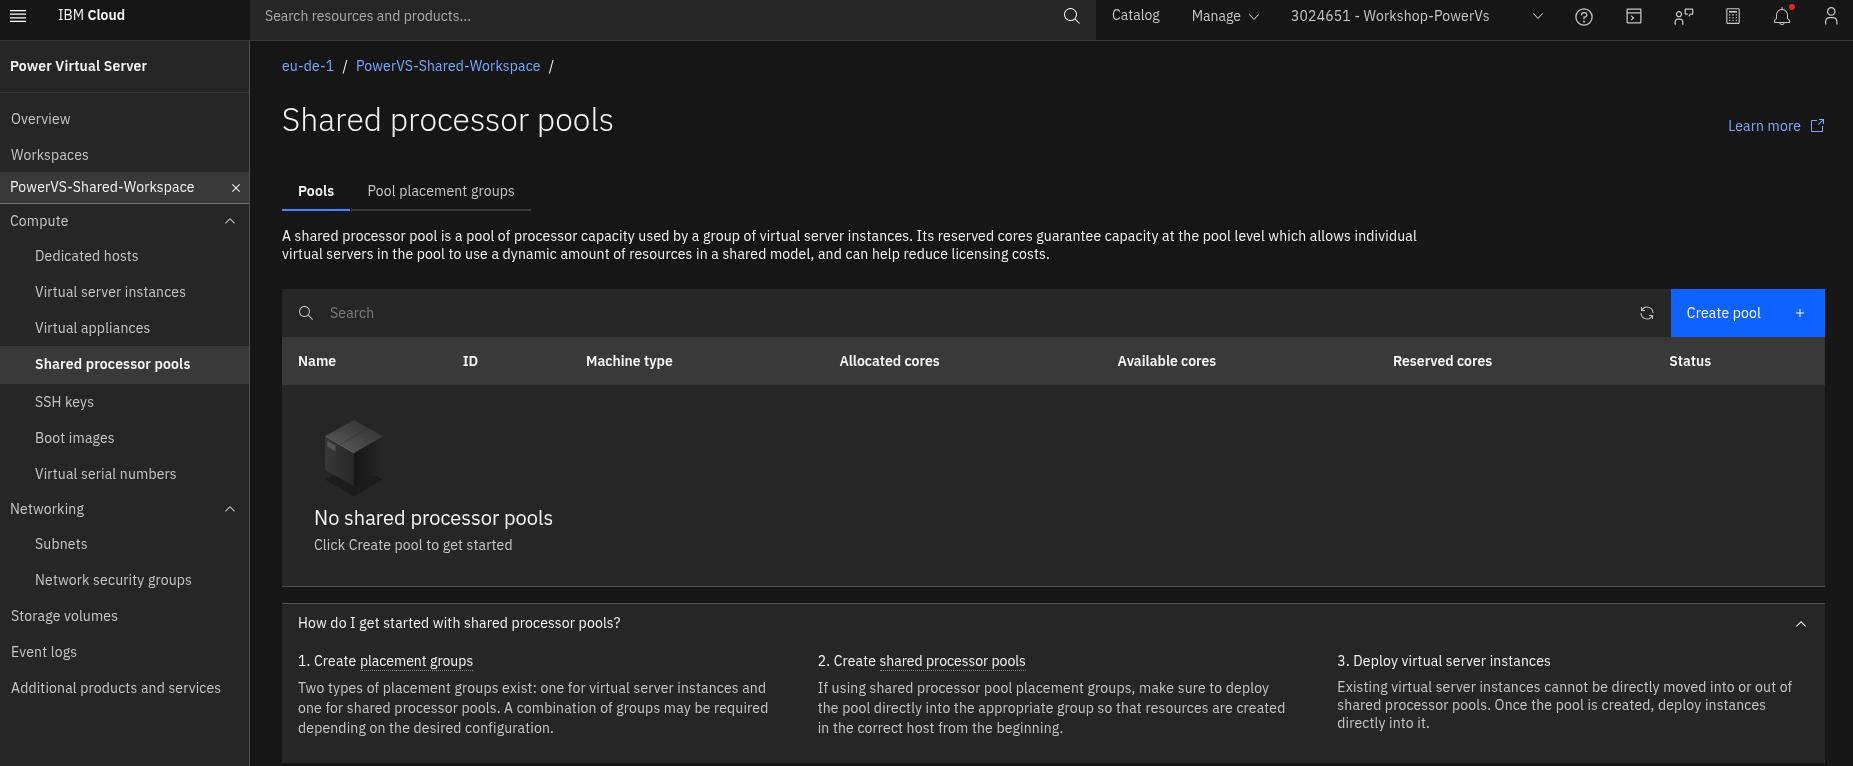 IBM Cloud
Search resources and products...
Catalog
Manage
3024651 - Workshop-PowerVs
Power Virtual Server
Overview
Workspaces
PowerVS-Shared-Workspace
Compute
Dedicated hosts
Virtual server instances
Virtual appliances
Shared processor pools
SSH keys
Boot images
Virtual serial numbers
Networking
Subnets
Network security groups
Storage volumes
Event logs
Additional products and services
eu-de-1 / PowerVS-Shared-Workspace /
Shared processor pools
Learn more
Pools
Pool placement groups
A shared processor pool is a pool of processor capacity used by a group of virtual server instances. Its reserved cores guarantee capacity at the pool level which allows individual
virtual servers in the pool to use a dynamic amount of resources in a shared model, and can help reduce licensing costs.
Search
Create pool +
Name ID Machine type Allocated cores Available cores Reserved cores Status
No shared processor pools
Click Create pool to get started
How do I get started with shared processor pools?
1. Create placement groups
Two types of placement groups exist: one for virtual server instances and
one for shared processor pools. A combination of groups may be required
depending on the desired configuration.
2. Create shared processor pools
If using shared processor pool placement groups, make sure to deploy
the pool directly into the appropriate group so that resources are created
in the correct host from the beginning.
3. Deploy virtual server instances
Existing virtual server instances cannot be directly moved into or out of
shared processor pools. Once the pool is created, deploy instances
directly into it.